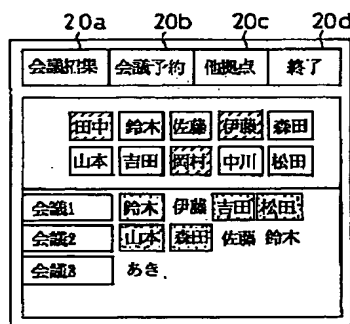 20a 20b 20c 20d
会議招集 会議予約 他拠点 終了
田中 鈴木 佐藤 伊藤 森田
山本 吉田 岡村 中川 松田
会議1 鈴木 伊藤 吉田 松田
会議2 山本 森田 佐藤 鈴木
会議3 あき